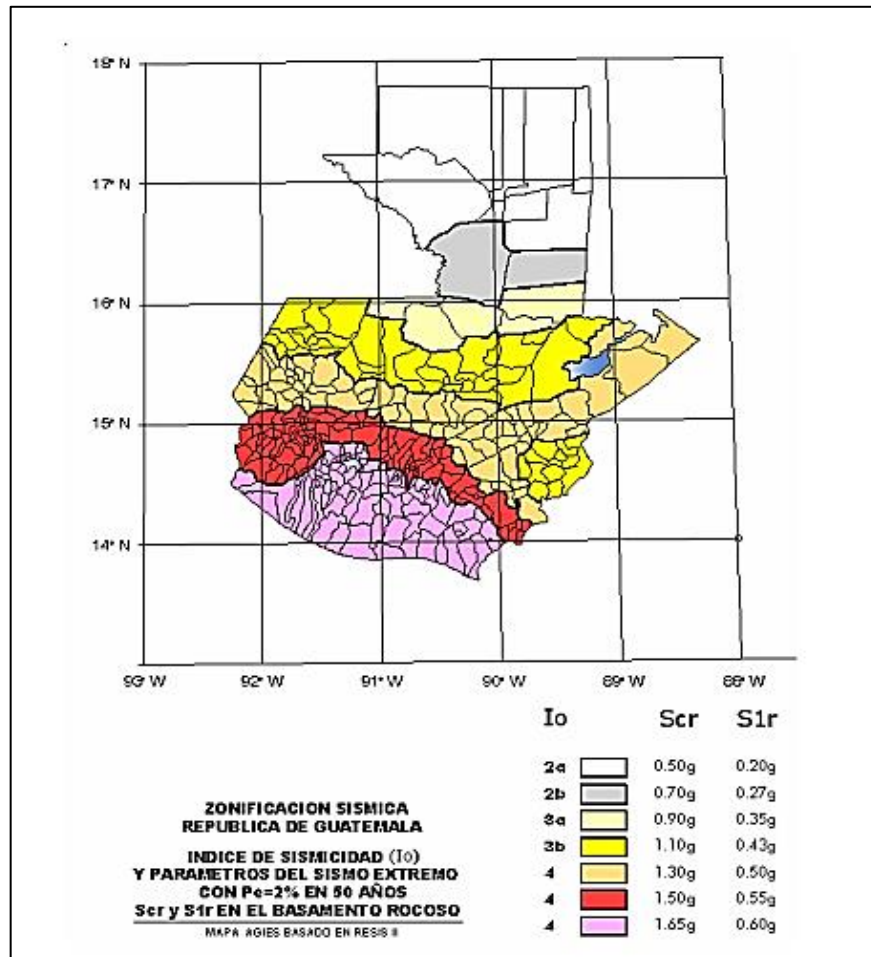 18° N
17° N
16° N
15° N
14° N
93° W 92° W 91° W 90° W 89° W 88° W
Io Scr S1r
2a 0.50g 0.20g
2b 0.70g 0.27g
3a 0.90g 0.35g
3b 1.10g 0.43g
4 1.30g 0.50g
4 1.50g 0.55g
4 1.65g 0.60g
ZONIFICACION SISMICA
REPUBLICA DE GUATEMALA
INDICE DE SISMICIDAD (Io)
Y PARAMETROS DEL SISMO EXTREMO
CON Pe=2% EN 50 AÑOS
Scr y S1r EN EL BASAMENTO ROCOSO
MAPA AGIES BASADO EN RESIS II